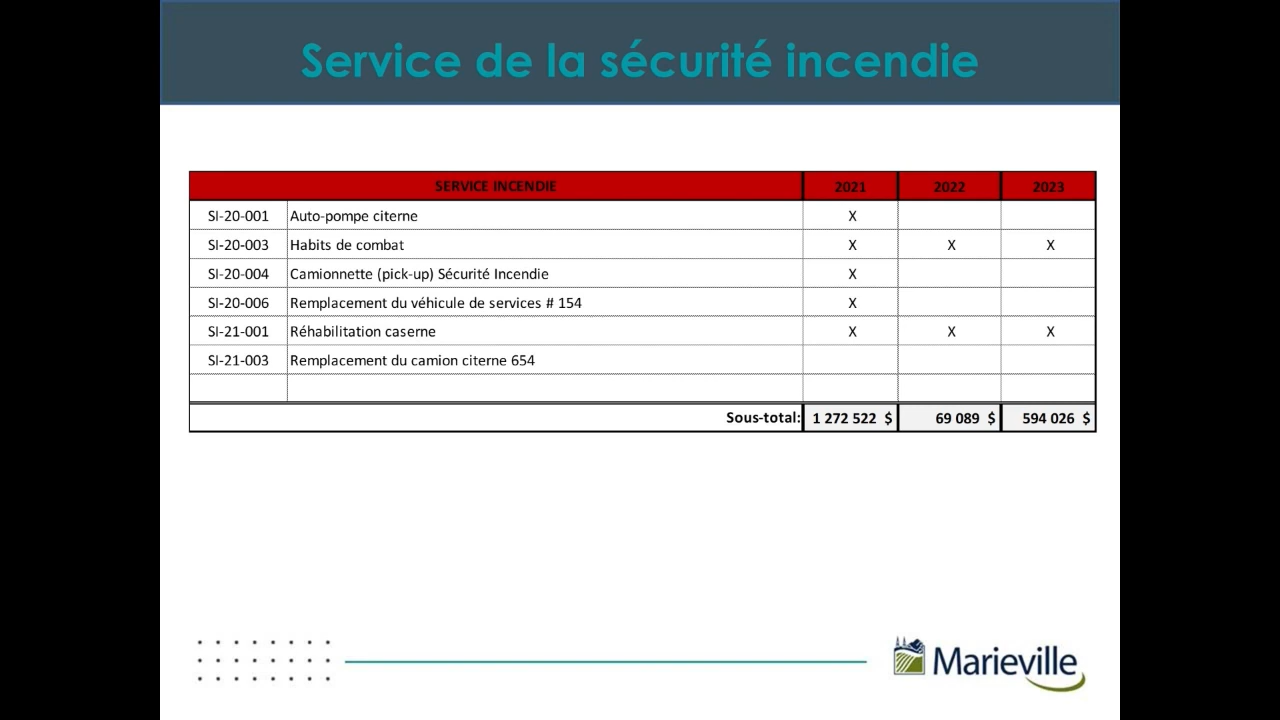 Service de la sécurité incendie
SERVICE INCENDIE 2021 2022 2023
SI-20-001 Auto-pompe citerne X
SI-20-003 Habits de combat X X X
SI-20-004 Camionnette (pick-up) Sécurité Incendie X
SI-20-006 Remplacement du véhicule de services # 154 X
SI-21-001 Réhabilitation caserne X X X
SI-21-003 Remplacement du camion citerne 654
Sous-total: 1 272 522 $ 69 089 $ 594 026 $
Marieville